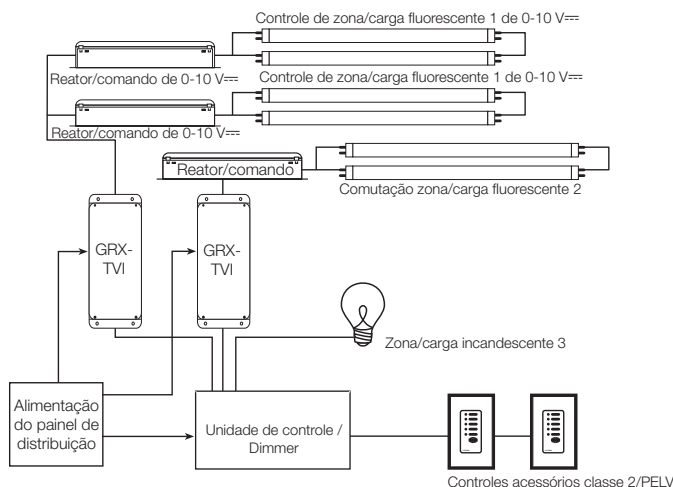 Controle de zona/carga fluorescente 1 de 0-10 V⎓
Reator/comando de 0-10 V⎓
Controle de zona/carga fluorescente 1 de 0-10 V⎓
Reator/comando de 0-10 V⎓
Reator/comando
Comutação zona/carga fluorescente 2
GRX-
TVI
GRX-
TVI
Zona/carga incandescente 3
Alimentação
do painel de
distribuição
Unidade de controle /
Dimmer
Controles acessórios classe 2/PELV